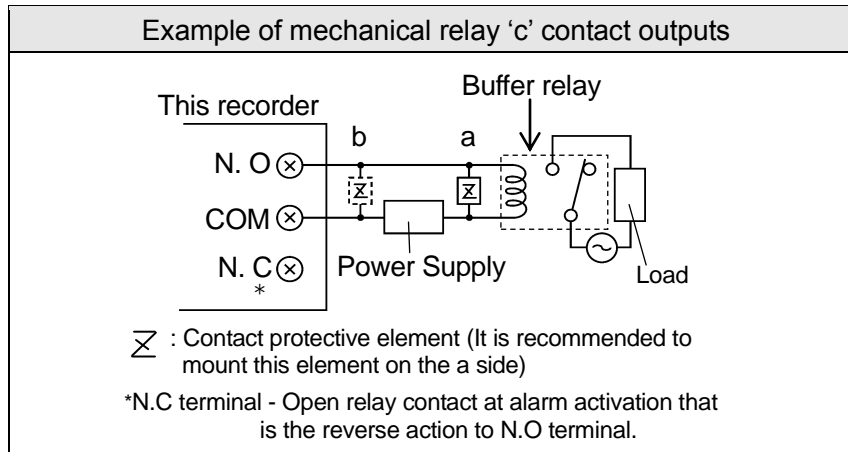 Example of mechanical relay ‘c’ contact outputs
Buffer relay
This recorder
b
a
N. O
COM
N. C
*
Power Supply
Load
: Contact protective element (It is recommended to
mount this element on the a side)
*N.C terminal - Open relay contact at alarm activation that
is the reverse action to N.O terminal.